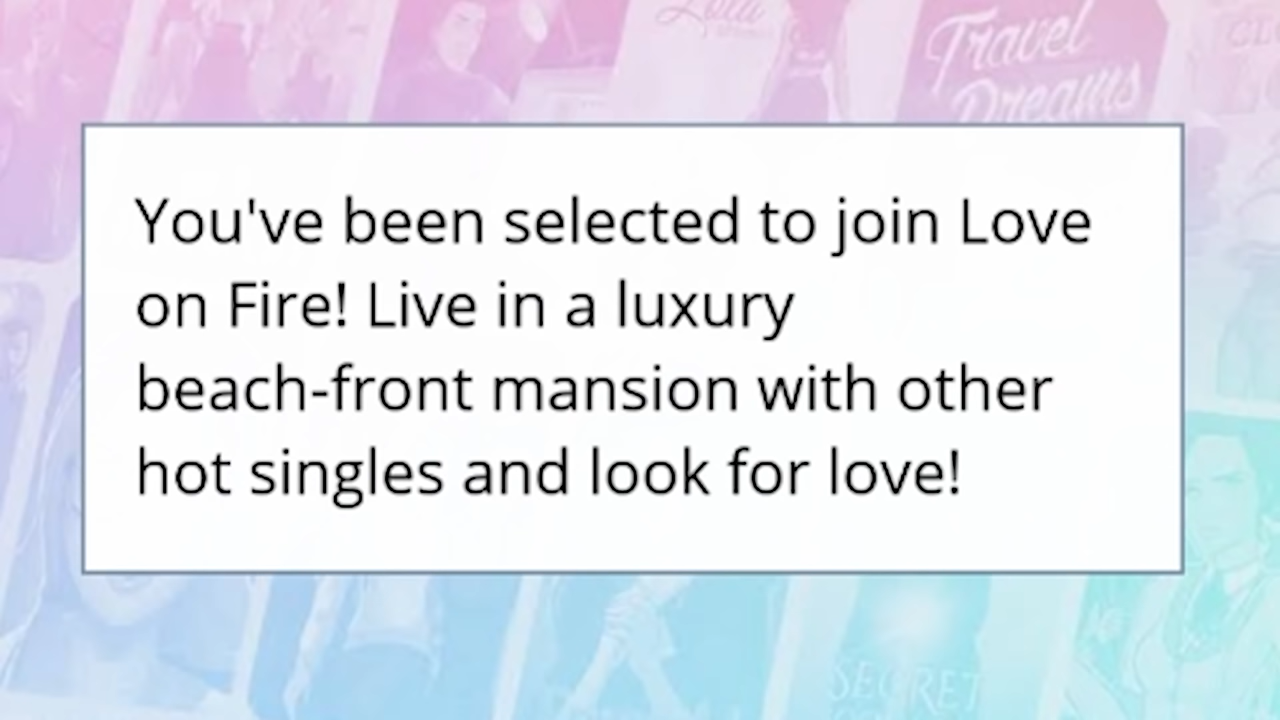 Travel
Dreams
You've been selected to join Love
on Fire! Live in a luxury
beach-front mansion with other
hot singles and look for love!
SECRET